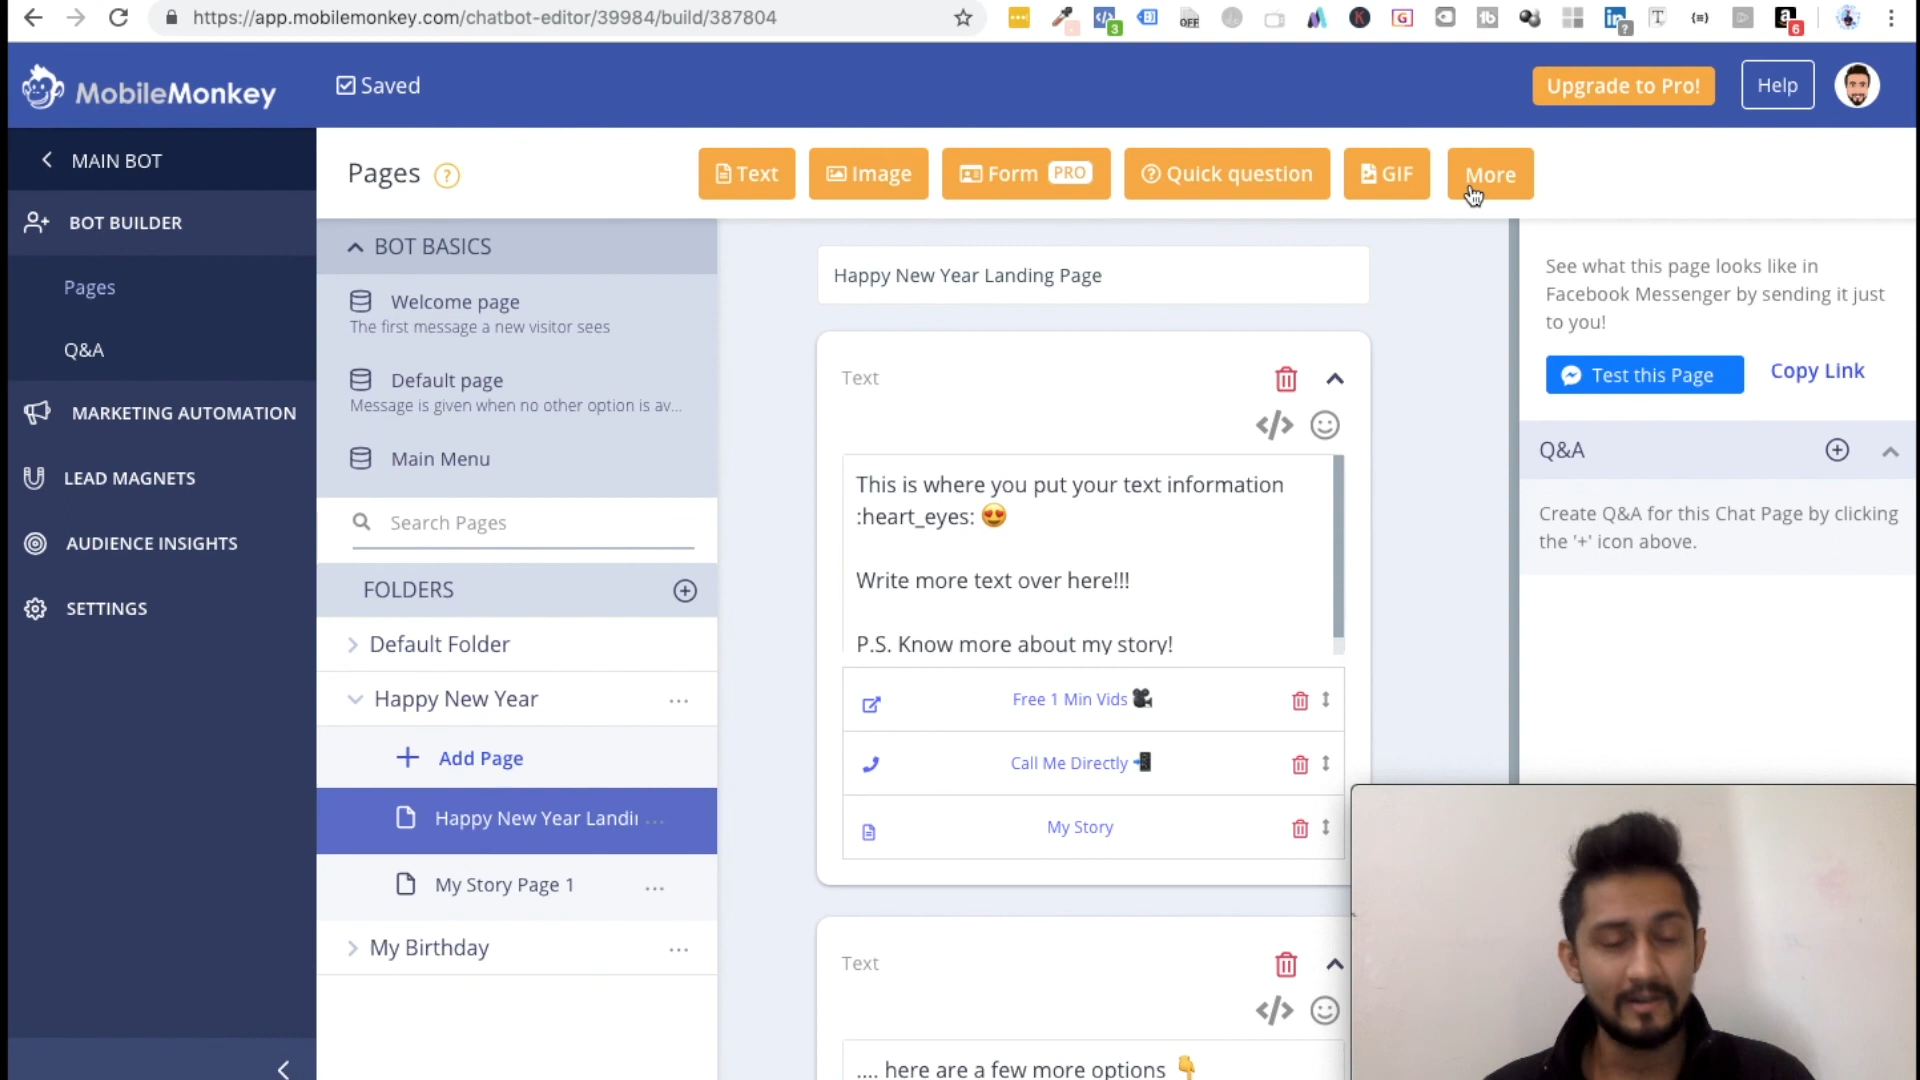 https://app.mobilemonkey.com/chatbot-editor/39984/build/387804
OFF
3
6
MobileMonkey
Saved
Upgrade to Pro!
Help
MAIN BOT
BOT BUILDER
Pages
Q&A
MARKETING AUTOMATION
LEAD MAGNETS
AUDIENCE INSIGHTS
SETTINGS
Pages ?
Text
Image
Form PRO
Quick question
GIF
More
BOT BASICS
Welcome page
The first message a new visitor sees
Default page
Message is given when no other option is av...
Main Menu
Search Pages
FOLDERS
Default Folder
Happy New Year ...
Add Page
Happy New Year Landi ...
My Story Page 1 ...
My Birthday ...
Happy New Year Landing Page
Text
This is where you put your text information
:heart_eyes: 😍
Write more text over here!!!
P.S. Know more about my story!
Free 1 Min Vids 🎥
Call Me Directly 📲
My Story
Text
.... here are a few more options 👇
See what this page looks like in
Facebook Messenger by sending it just
to you!
Test this Page
Copy Link
Q&A
Create Q&A for this Chat Page by clicking
the '+' icon above.